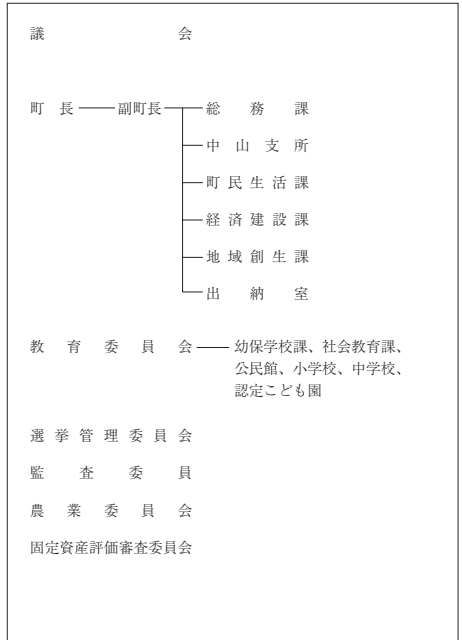 議会
町長 副町長 総務課
中山支所
町民生活課
経済建設課
地域創生課
出納室
教育委員会 幼保学校課、社会教育課、
公民館、小学校、中学校、
認定こども園
選挙管理委員会
監査委員
農業委員会
固定資産評価審査委員会